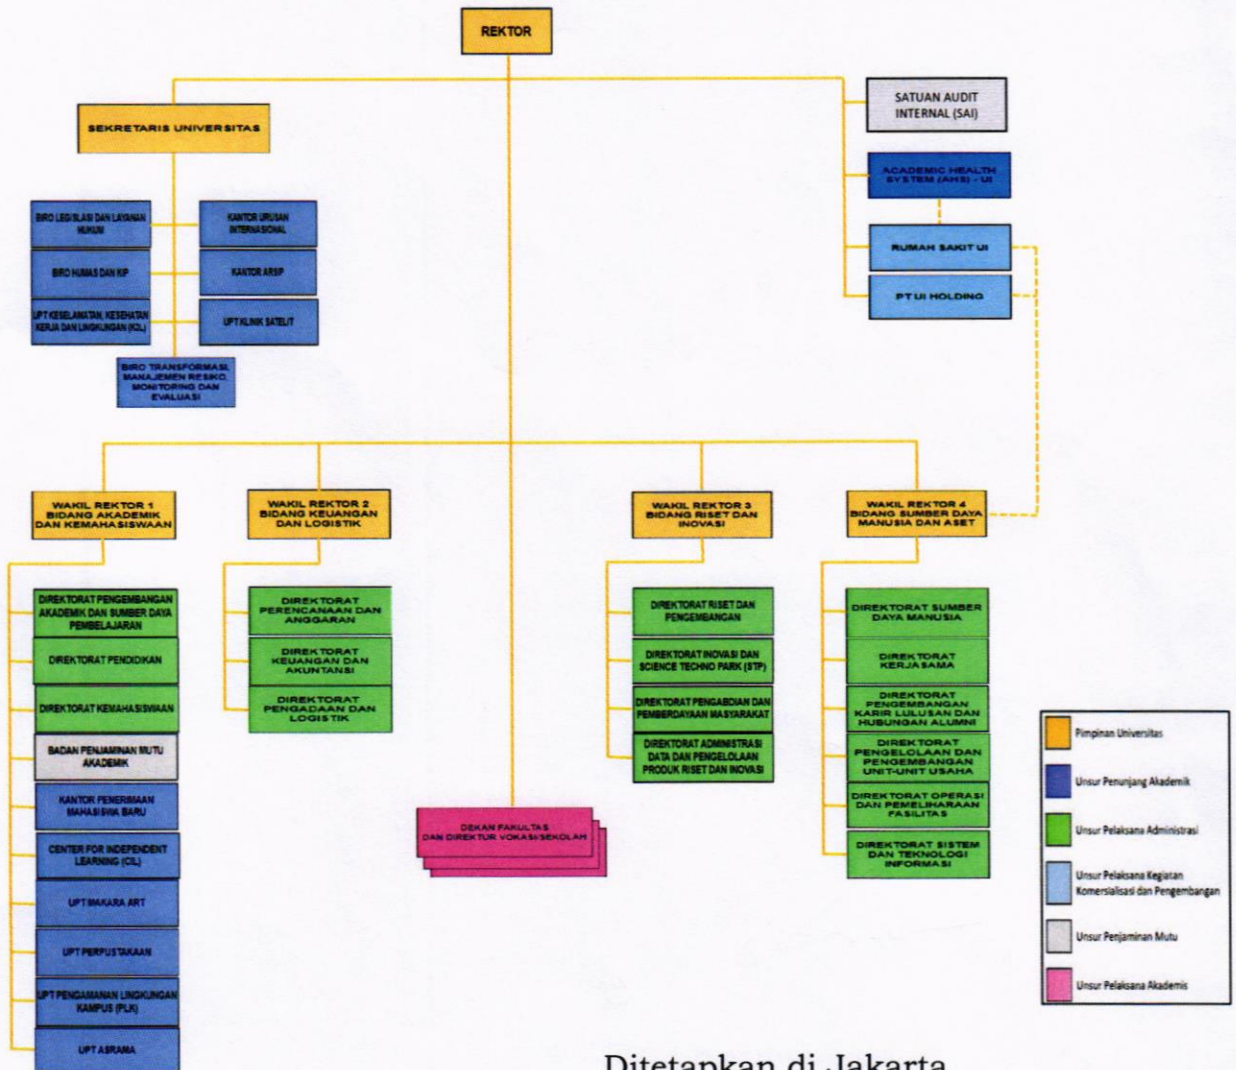 REKTOR
SEKRETARIS UNIVERSITAS
SATUAN AUDIT
INTERNAL (SAI)
ACADEMIC HEALTH
SYSTEM (AHS) - UI
RUMAH SAKIT UI
PT UI HOLDING
BIRO LEGISLASI DAN LAYANAN
HUKUM
KANTOR URUSAN
INTERNASIONAL
BIRO HUMAS DAN KIP
KANTOR ARSIP
UPT KESELAMATAN, KESEHATAN
KERJA DAN LINGKUNGAN (K2L)
UPT KLINIK SATELIT
BIRO TRANSFORMASI,
MANAJEMEN RESIKO,
MONITORING DAN
EVALUASI
WAKIL REKTOR 1
BIDANG AKADEMIK
DAN KEMAHASISWAAN
DIREKTORAT PENGEMBANGAN
AKADEMIK DAN SUMBER DAYA
PEMBELAJARAN
DIREKTORAT PENDIDIKAN
DIREKTORAT KEMAHASISWAAN
BADAN PENJAMINAN MUTU
AKADEMIK
KANTOR PENERIMAAN
MAHASISWA BARU
CENTER FOR INDEPENDENT
LEARNING (CIL)
UPT MAKARA ART
UPT PERPUSTAKAAN
UPT PENGAMANAN LINGKUNGAN
KAMPUS (PLK)
UPT ASRAMA
WAKIL REKTOR 2
BIDANG KEUANGAN
DAN LOGISTIK
DIREKTORAT
PERENCANAAN DAN
ANGGARAN
DIREKTORAT
KEUANGAN DAN
AKUNTANSI
DIREKTORAT
PENGADAAN DAN
LOGISTIK
DEKAN FAKULTAS
DAN DIREKTUR VOKASI/SEKOLAH
WAKIL REKTOR 3
BIDANG RISET DAN
INOVASI
DIREKTORAT RISET DAN
PENGEMBANGAN
DIREKTORAT INOVASI DAN
SCIENCE TECHNO PARK (STP)
DIREKTORAT PENGABDIAN DAN
PEMBERDAYAAN MASYARAKAT
DIREKTORAT ADMINISTRASI
DATA DAN PENGELOLAAN
PRODUK RISET DAN INOVASI
WAKIL REKTOR 4
BIDANG SUMBER DAYA
MANUSIA DAN ASET
DIREKTORAT SUMBER
DAYA MANUSIA
DIREKTORAT
KERJASAMA
DIREKTORAT
PENGEMBANGAN
KARIR LULUSAN DAN
HUBUNGAN ALUMNI
DIREKTORAT
PENGELOLAAN DAN
PENGEMBANGAN
UNIT-UNIT USAHA
DIREKTORAT OPERASI
DAN PEMELIHARAAN
FASILITAS
DIREKTORAT SISTEM
DAN TEKNOLOGI
INFORMASI
Pimpinan Universitas
Unsur Penunjang Akademik
Unsur Pelaksana Administrasi
Unsur Pelaksana Kegiatan
Komersialisasi dan Pengembangan
Unsur Penjaminan Mutu
Unsur Pelaksana Akademis
Ditetapkan di Jakarta